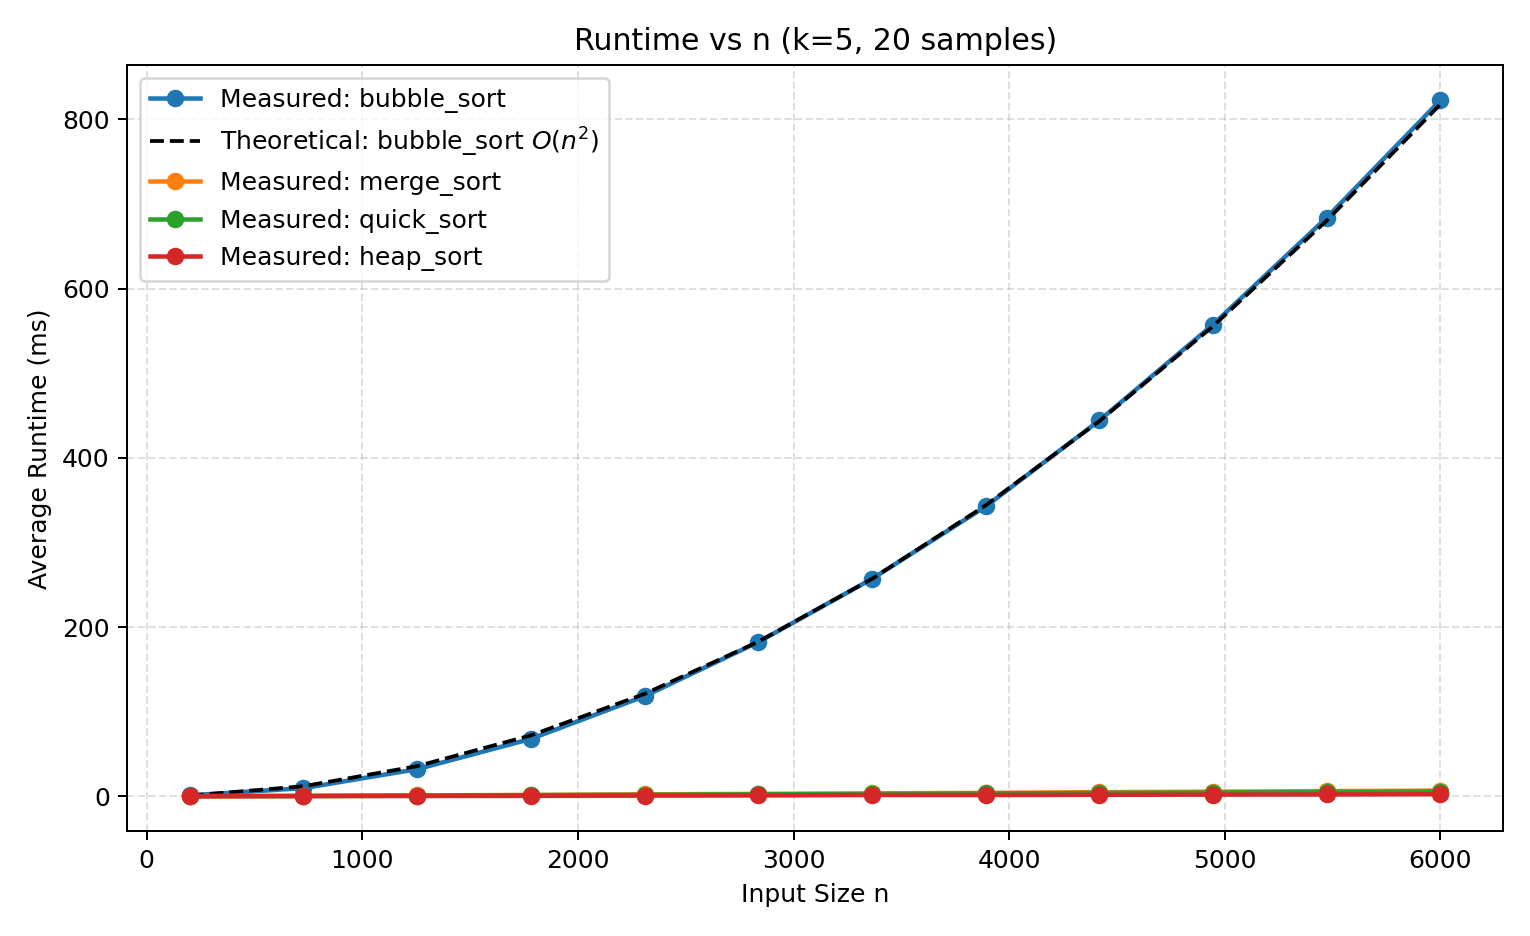 Runtime vs n (k=5, 20 samples)
Measured: bubble_sort
Theoretical: bubble_sort O(n²)
Measured: merge_sort
Measured: quick_sort
Measured: heap_sort
Average Runtime (ms)
800
600
400
200
0
0 1000 2000 3000 4000 5000 6000
Input Size n